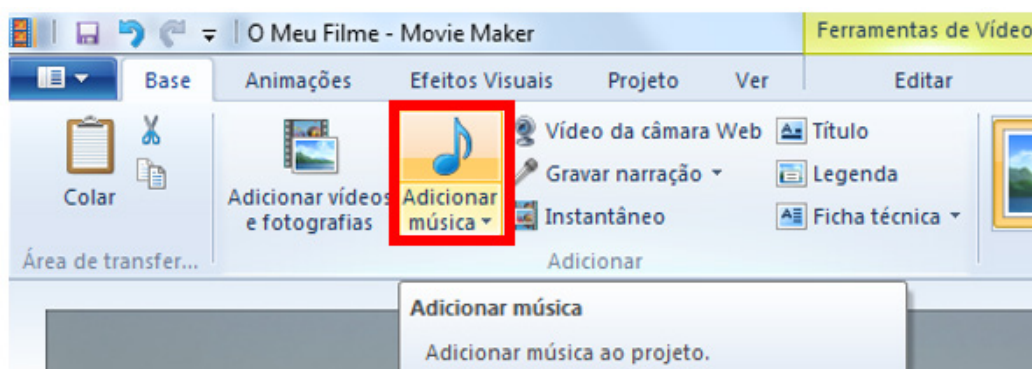 O Meu Filme - Movie Maker
Ferramentas de Vídeo
Base Animações Efeitos Visuais Projeto Ver Editar
Colar
Adicionar vídeos
e fotografias
Adicionar
música
Vídeo da câmara Web
Gravar narração
Instantâneo
Título
Legenda
Ficha técnica
Área de transfer...
Adicionar
Adicionar música
Adicionar música ao projeto.